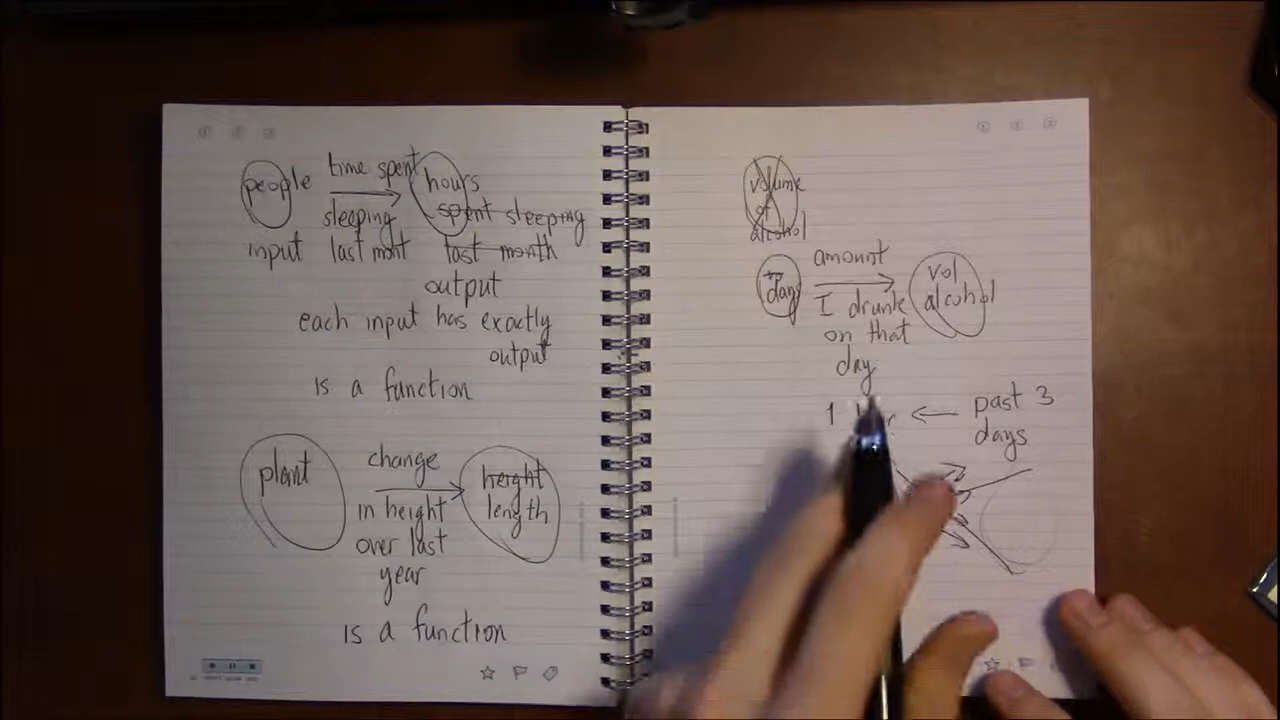 people time spent hours
sleeping spent sleeping
input last mont last month
output
each input has exactly
output
is a function
plant change height
in height length
over last
year
is a function
volume
of
alcohol
day amount vol
I drunk alcohol
on that
day
1 past 3
days